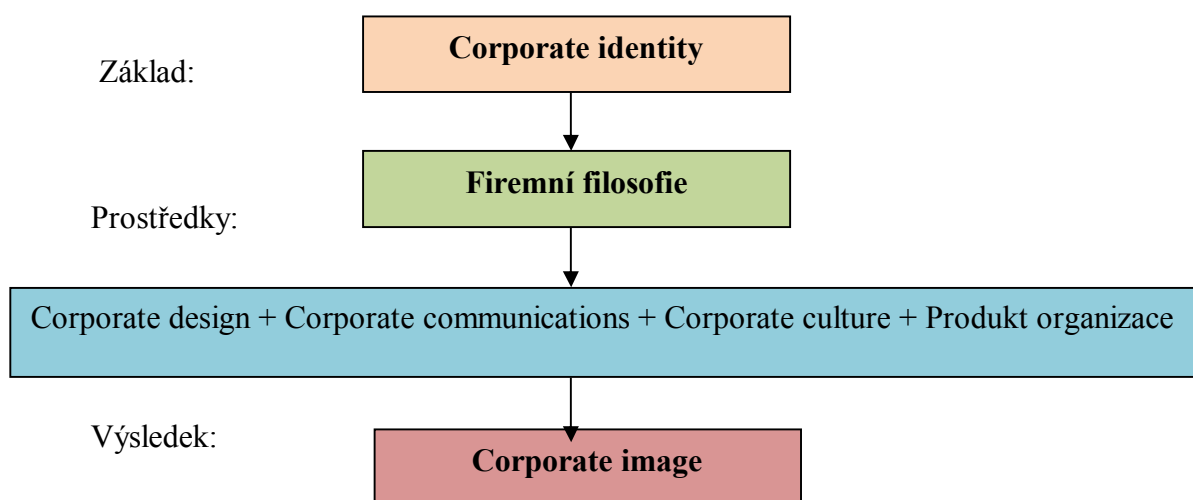 Corporate identity
Základ:
Firemní filosofie
Prostředky:
Corporate design + Corporate communications + Corporate culture + Produkt organizace
Výsledek:
Corporate image